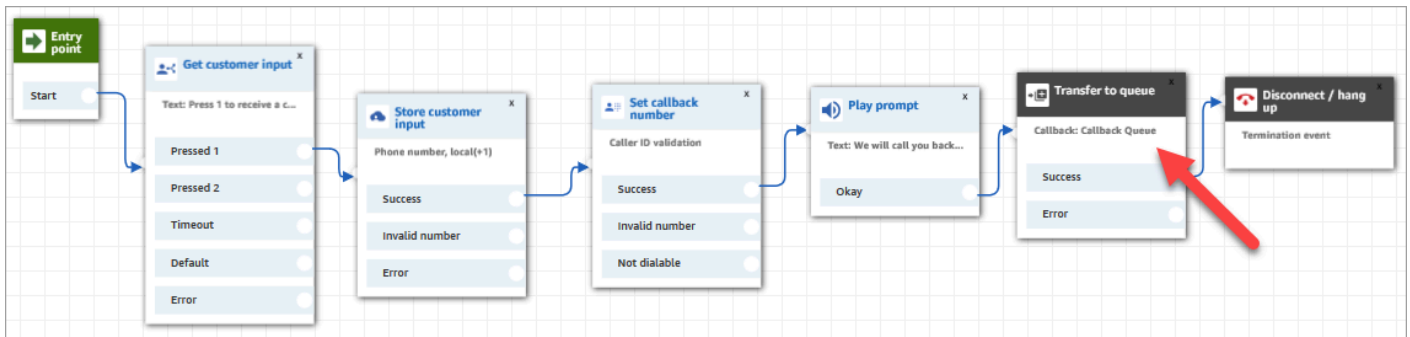 Entry
point
Start
x
Get customer input
Text: Press 1 to receive a c...
Pressed 1
Pressed 2
Timeout
Default
Error
x
Store customer
input
Phone number, local(+1)
Success
Invalid number
Error
x
Set callback
number
Caller ID validation
Success
Invalid number
Not dialable
x
Play prompt
Text: We will call you back...
Okay
x
Transfer to queue
Callback: Callback Queue
Success
Error
x
Disconnect / hang
up
Termination event